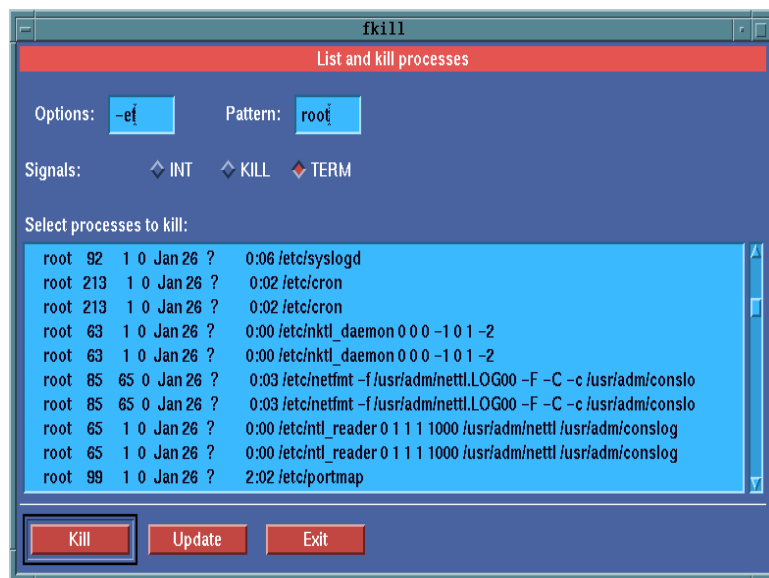 fkill
List and kill processes
Options: -ef Pattern: root
Signals: INT KILL TERM
Select processes to kill:
root 92 1 0 Jan 26 ? 0:06 /etc/syslogd
root 213 1 0 Jan 26 ? 0:02 /etc/cron
root 213 1 0 Jan 26 ? 0:02 /etc/cron
root 63 1 0 Jan 26 ? 0:00 /etc/nktl_daemon 0 0 0 -1 0 1 -2
root 63 1 0 Jan 26 ? 0:00 /etc/nktl_daemon 0 0 0 -1 0 1 -2
root 85 65 0 Jan 26 ? 0:03 /etc/netfmt -f /usr/adm/nettl.LOG00 -F -C -c /usr/adm/conslo
root 85 65 0 Jan 26 ? 0:03 /etc/netfmt -f /usr/adm/nettl.LOG00 -F -C -c /usr/adm/conslo
root 65 1 0 Jan 26 ? 0:00 /etc/ntl_reader 0 1 1 1 1000 /usr/adm/nettl /usr/adm/conslog
root 65 1 0 Jan 26 ? 0:00 /etc/ntl_reader 0 1 1 1 1000 /usr/adm/nettl /usr/adm/conslog
root 99 1 0 Jan 26 ? 2:02 /etc/portmap
Kill Update Exit